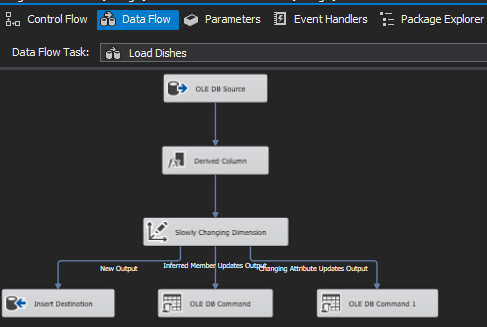 Control Flow Data Flow Parameters Event Handlers Package Explorer
Data Flow Task: Load Dishes
OLE DB Source
Derived Column
Slowly Changing Dimension
New Output Inferred Member Updates Output Changing Attribute Updates Output
Insert Destination OLE DB Command OLE DB Command 1